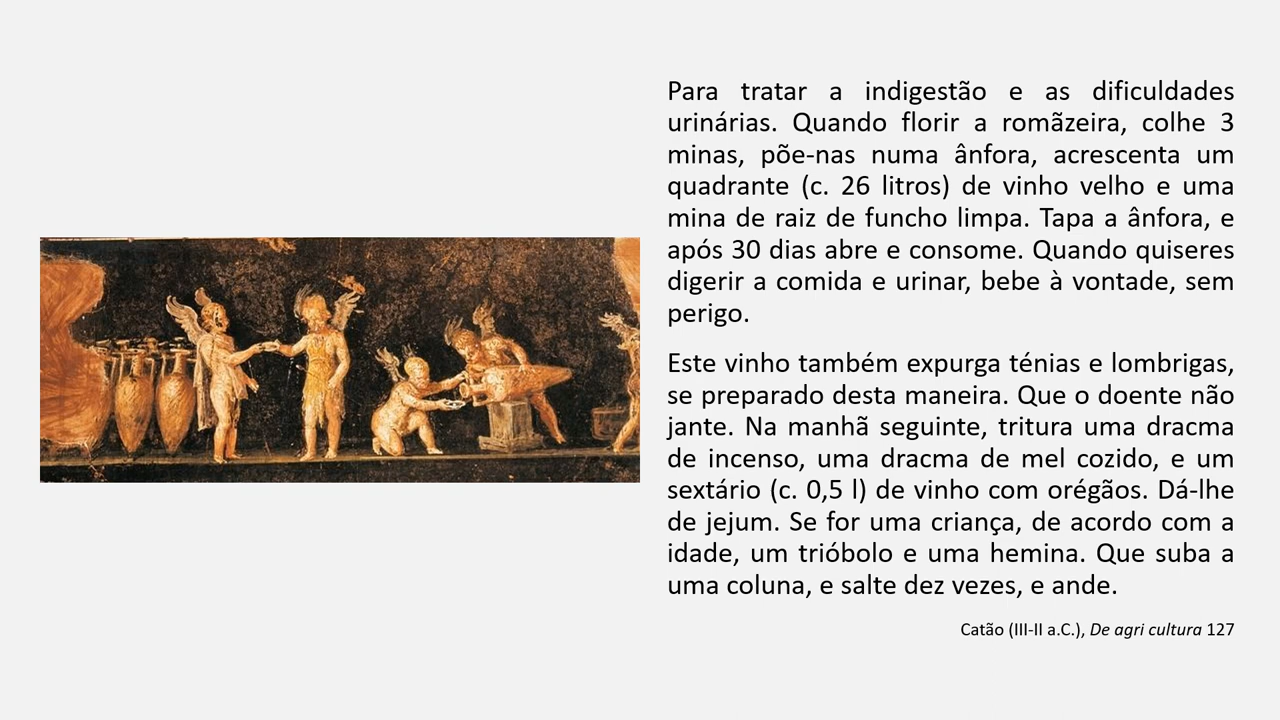 Para tratar a indigestão e as dificuldades
urinárias. Quando florir a romãzeira, colhe 3
minas, põe-nas numa ânfora, acrescenta um
quadrante (c. 26 litros) de vinho velho e uma
mina de raiz de funcho limpa. Tapa a ânfora, e
após 30 dias abre e consome. Quando quiseres
digerir a comida e urinar, bebe à vontade, sem
perigo.
Este vinho também expurga ténias e lombrigas,
se preparado desta maneira. Que o doente não
jante. Na manhã seguinte, tritura uma dracma
de incenso, uma dracma de mel cozido, e um
sextário (c. 0,5 l) de vinho com orégãos. Dá-lhe
de jejum. Se for uma criança, de acordo com a
idade, um trióbolo e uma hemina. Que suba a
uma coluna, e salte dez vezes, e ande.
Catão (III-II a.C.), De agri cultura 127